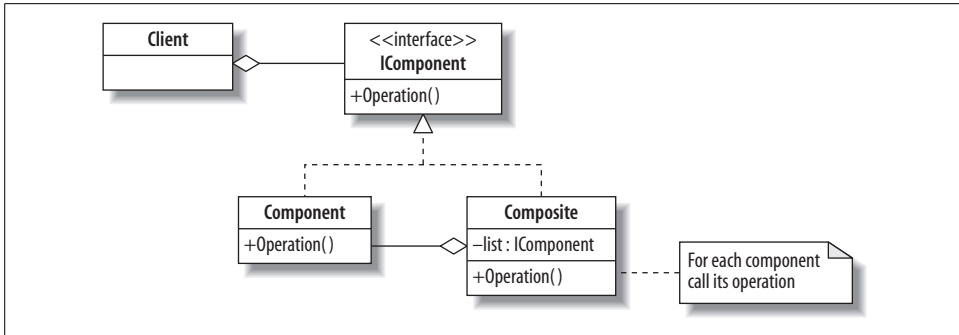 Client
<<interface>>
IComponent
+Operation()
Component
+Operation()
Composite
–list : IComponent
+Operation()
For each component
call its operation